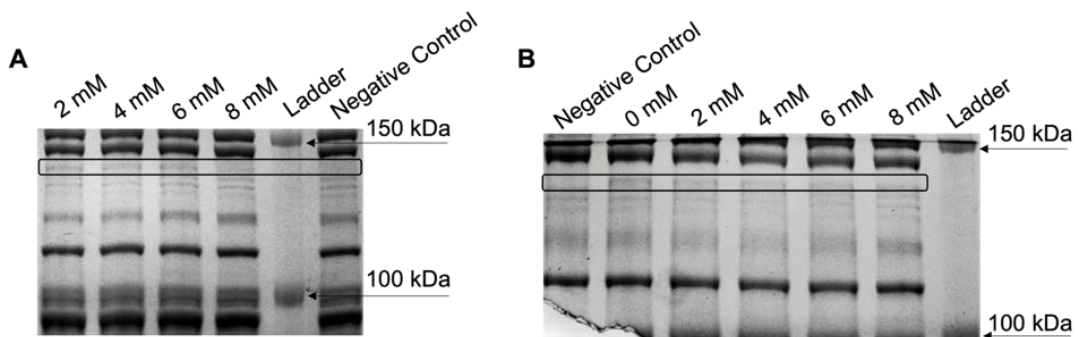 A
2 mM
4 mM
6 mM
8 mM
Ladder
Negative Control
150 kDa
100 kDa
B
Negative Control
0 mM
2 mM
4 mM
6 mM
8 mM
Ladder
150 kDa
100 kDa